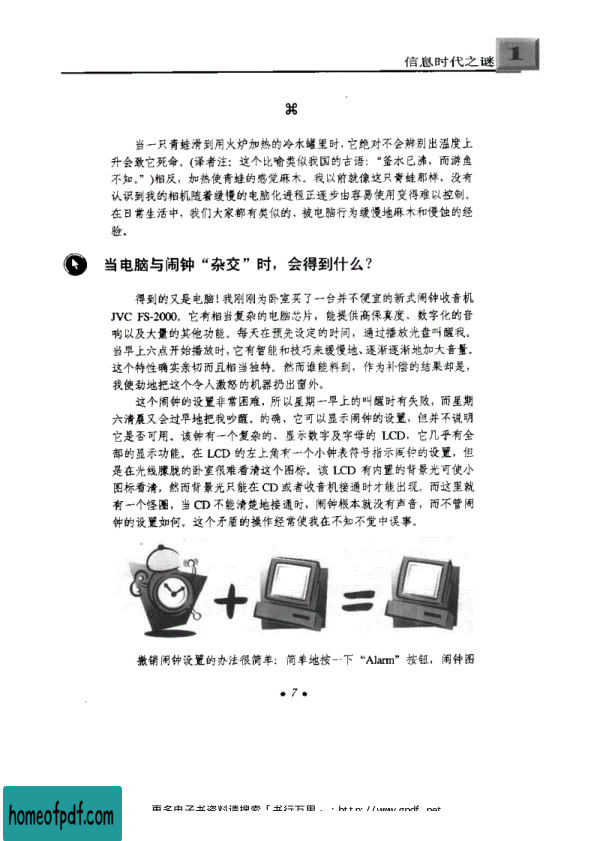 信息时代之谜 1
⌘
当一只青蛙滑到用火炉加热的冷水罐里时，它绝对不会辨别出温度上
升会致它死命。(译者注：这个比喻类似我国的古语：“釜水已沸，而游鱼
不知。”)相反，加热使青蛙的感觉麻木。我以前就像这只青蛙那样，没有
认识到我的相机随着缓慢的电脑化进程正逐步由容易使用变得难以控制。
在日常生活中，我们大家都有类似的、被电脑行为缓慢地麻木和侵蚀的经
验。
当电脑与闹钟“杂交”时，会得到什么？
得到的又是电脑！我刚刚为卧室买了一台并不便宜的新式闹钟收音机
JVC FS-2000。它有相当复杂的电脑芯片，能提供高保真度、数字化的音
响以及大量的其他功能。每天在预先设定的时间，通过播放光盘叫醒我。
当早上六点开始播放时，它有智能和技巧来缓慢地、逐渐逐渐地加大音量。
这个特性确实亲切而且相当独特。然而谁能料到，作为补偿的结果却是，
我使劲地把这个令人激怒的机器扔出窗外。
这个闹钟的设置非常困难，所以星期一早上的叫醒时有失败，而星期
六清晨又会过早地把我吵醒。的确，它可以显示闹钟的设置，但并不说明
它是否可用。该钟有一个复杂的、显示数字及字母的 LCD，它几乎有全
部的显示功能。在 LCD 的左上角有一个小钟表符号指示闹钟的设置，但
是在光线朦胧的卧室很难看清这个图标。该 LCD 有内置的背景光可使小
图标看清，然而背景光只能在 CD 或者收音机接通时才能出现。而这里就
有一个怪圈，当 CD 不能清楚地接通时，闹钟根本就没有声音，而不管闹
钟的设置如何。这个矛盾的操作经常使我在不知不觉中误事。
撤销闹钟设置的办法很简单：简单地按一下“Alarm”按钮，闹钟图
• 7 •
homeofpdf.com
更多电子书资料请搜索「书行万里」：http://www.gpdf.net